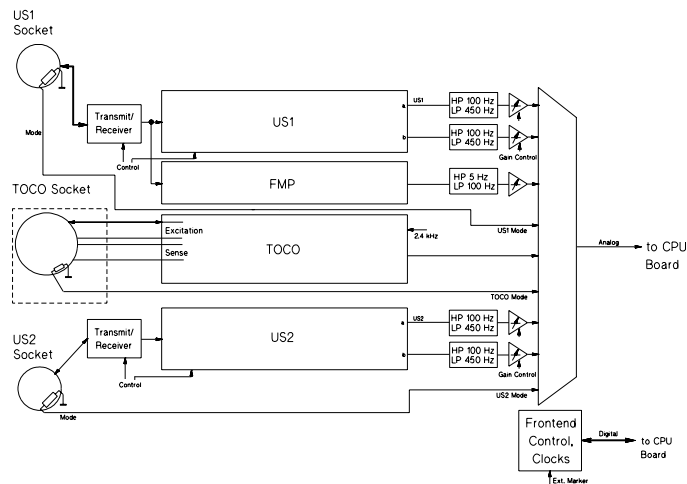 US1
Socket
Mode
Transmit/
Receiver
Control
US1
a
US1
b
HP 100 Hz
LP 450 Hz
HP 100 Hz
LP 450 Hz
Gain Control
FMP
HP 5 Hz
LP 100 Hz
US1 Mode
TOCO Socket
Excitation
Sense
TOCO
2,4 kHz
TOCO Mode
Analog
to CPU
Board
US2
Socket
Mode
Transmit/
Receiver
Control
US2
a
US2
b
HP 100 Hz
LP 450 Hz
HP 100 Hz
LP 450 Hz
Gain Control
US2 Mode
Frontend
Control,
Clocks
Digital
to CPU
Board
Ext. Marker